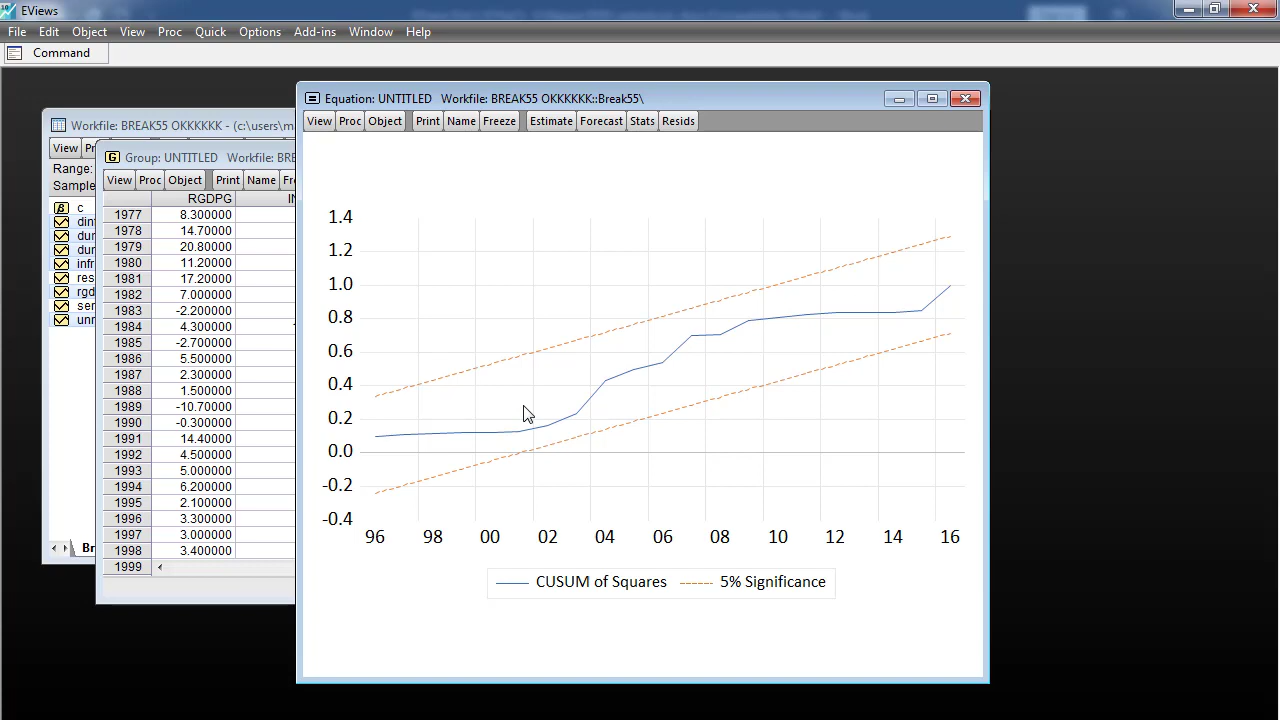 EViews
File Edit Object View Proc Quick Options Add-ins Window Help
Command
Equation: UNTITLED Workfile: BREAK55 OKKKKKK::Break55\
View Proc Object Print Name Freeze Estimate Forecast Stats Resids
Workfile: BREAK55 OKKKKKK - (c:\users\m
View
Range:
Sample
c
infr
res
rgd
ser
unr
Group: UNTITLED Workfile: BRE
View Proc Object Print Name
RGDPG
1977 8.300000
1978 14.70000
1979 20.80000
1980 11.20000
1981 17.20000
1982 7.000000
1983 -2.200000
1984 4.300000
1985 -2.700000
1986 5.500000
1987 2.300000
1988 1.500000
1989 -10.70000
1990 -0.300000
1991 14.40000
1992 4.500000
1993 5.000000
1994 6.200000
1995 2.100000
1996 3.300000
1997 3.000000
1998 3.400000
1999
1.4
1.2
1.0
0.8
0.6
0.4
0.2
0.0
-0.2
-0.4
96 98 00 02 04 06 08 10 12 14 16
CUSUM of Squares 5% Significance